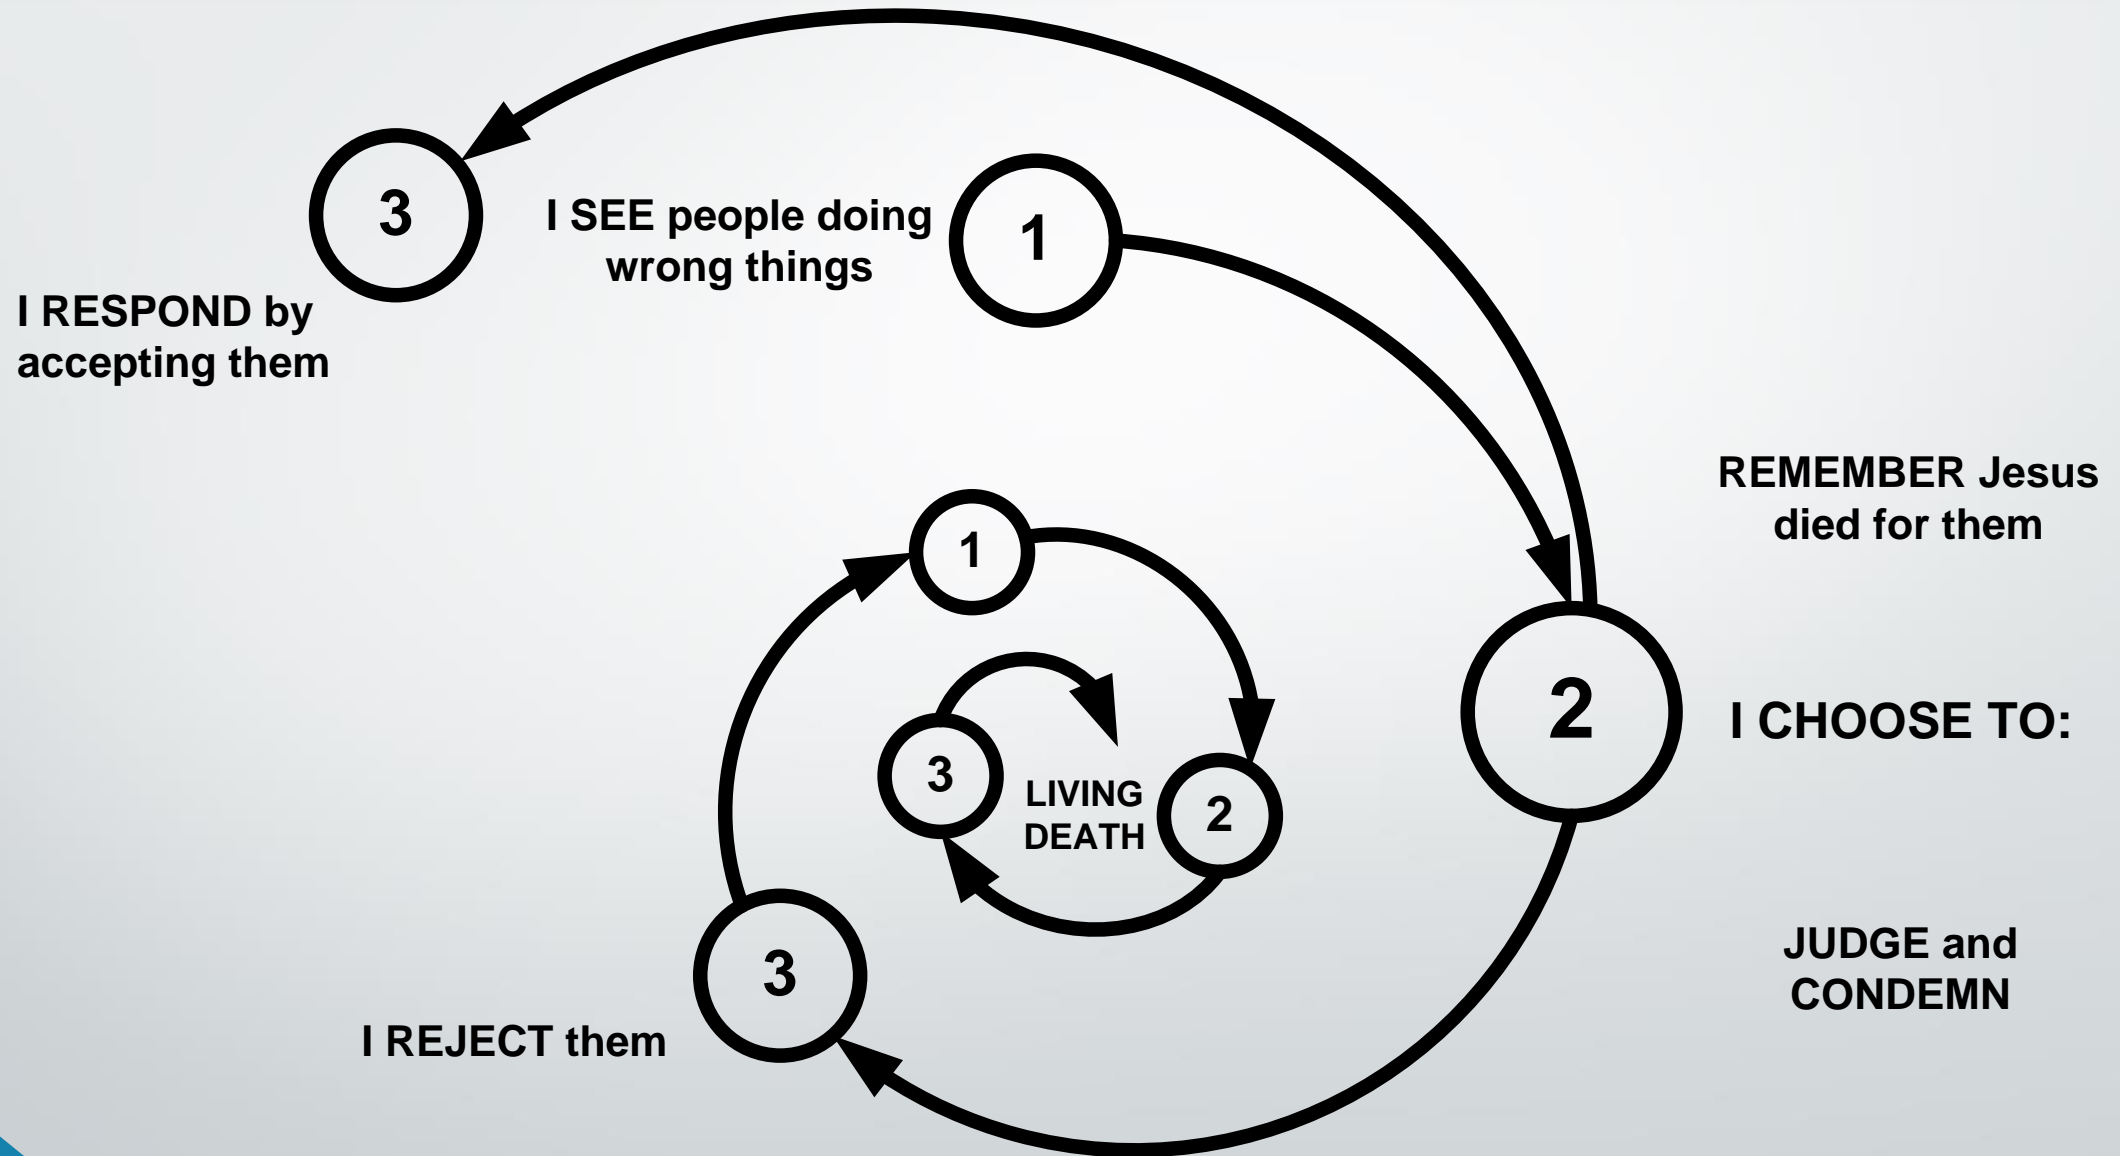 3
I SEE people doing
wrong things
1
I RESPOND by
accepting them
REMEMBER Jesus
died for them
1
2
I CHOOSE TO:
3
LIVING
DEATH
2
JUDGE and
CONDEMN
3
I REJECT them